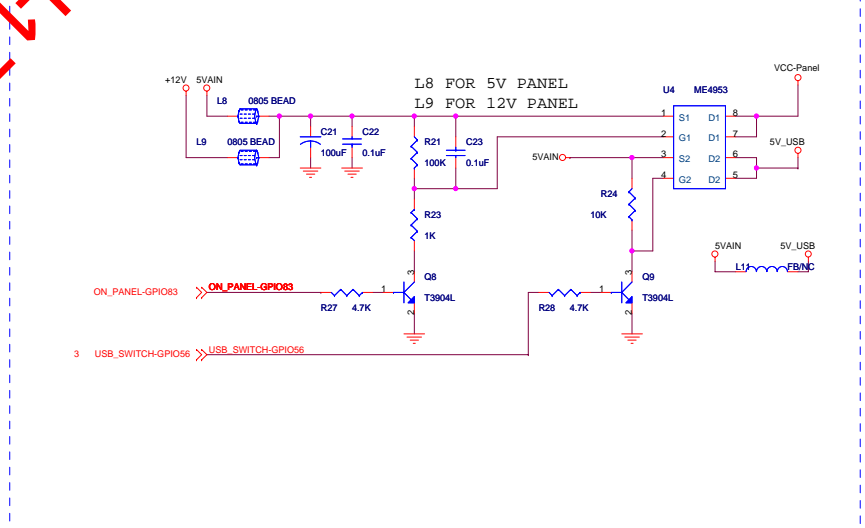 L8 FOR 5V PANEL
L9 FOR 12V PANEL
+12V 5VAIN
L8 0805 BEAD
L9 0805 BEAD
C21
100uF
C22
0.1uF
R21
100K
C23
0.1uF
R23
1K
U4 ME4953
1 S1 D1 8
2 G1 D1 7
3 S2 D2 6
4 G2 D2 5
VCC-Panel
5V_USB
5VAIN
R24
10K
5VAIN 5V_USB
L11 FB/NC
ON_PANEL-GPIO83 ON_PANEL-GPIO83
R27 4.7K
1
3
2
Q8
T3904L
R28 4.7K
1
3
2
Q9
T3904L
3 USB_SWITCH-GPIO56 USB_SWITCH-GPIO56